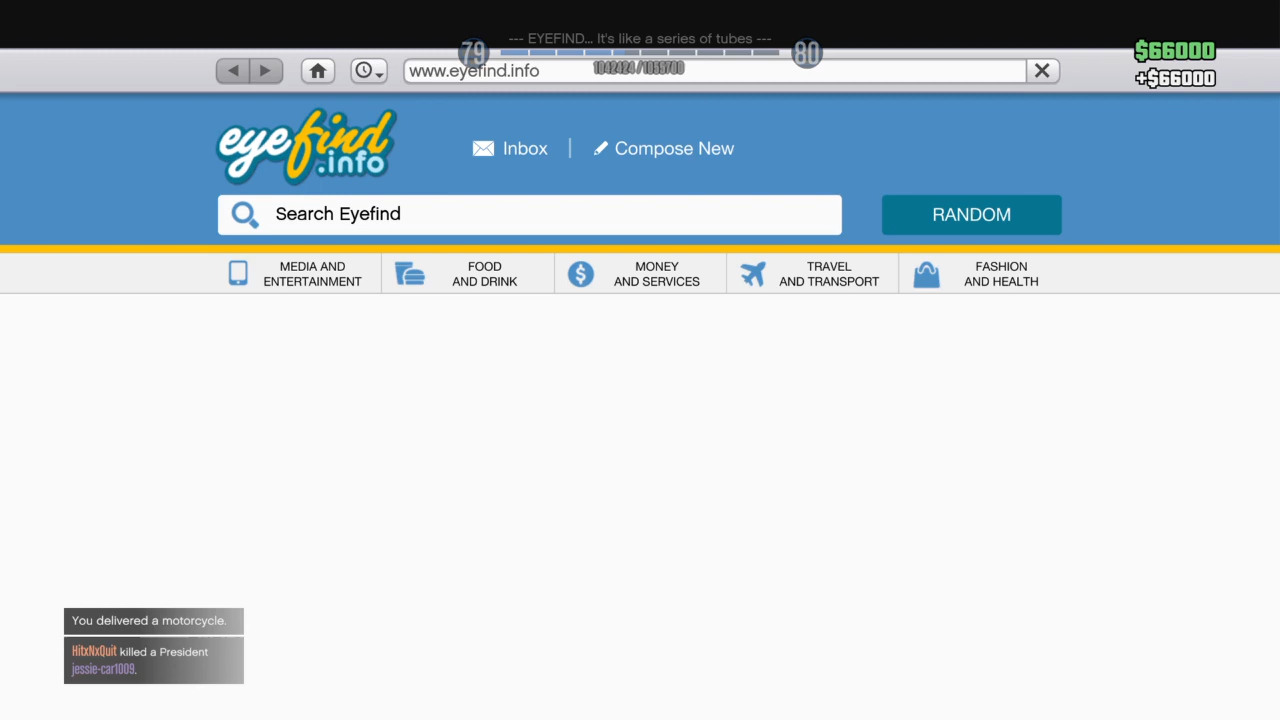 --- EYEFIND... It's like a series of tubes ---
79
80
$66000
www.eyefind.info
+$66000
eyefind
.info
Inbox
Compose New
Search Eyefind
RANDOM
MEDIA AND
ENTERTAINMENT
FOOD
AND DRINK
MONEY
AND SERVICES
TRAVEL
AND TRANSPORT
FASHION
AND HEALTH
You delivered a motorcycle.
HitxNxQuit killed a President
jessie-car1009.